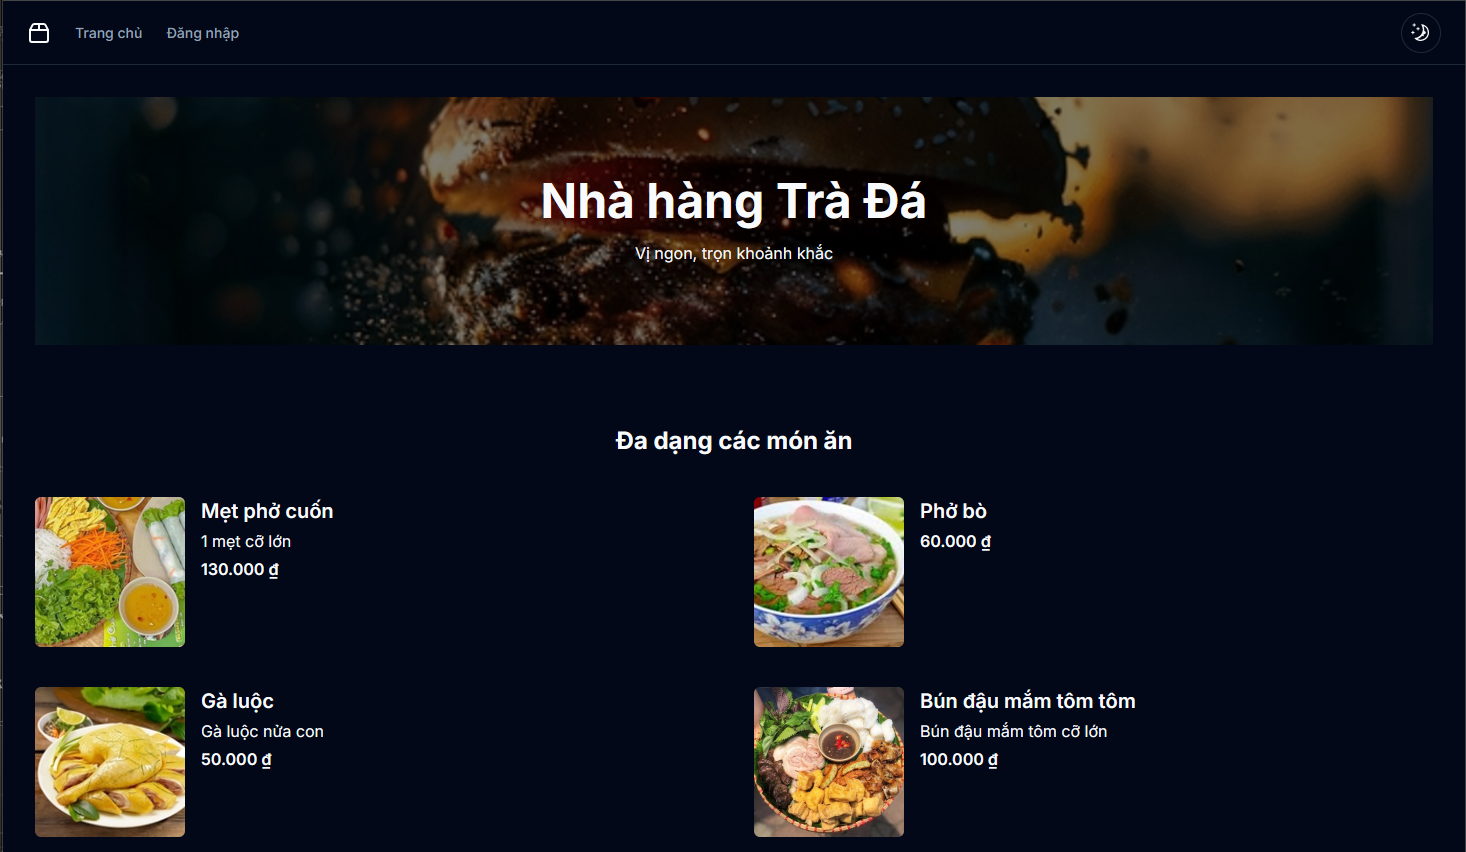 Trang chủ
Đăng nhập
Nhà hàng Trà Đá
Vị ngon, trọn khoảnh khắc
Đa dạng các món ăn
Mẹt phở cuốn
1 mẹt cỡ lớn
130.000 ₫
Phở bò
60.000 ₫
Gà luộc
Gà luộc nửa con
50.000 ₫
Bún đậu mắm tôm tôm
Bún đậu mắm tôm cỡ lớn
100.000 ₫